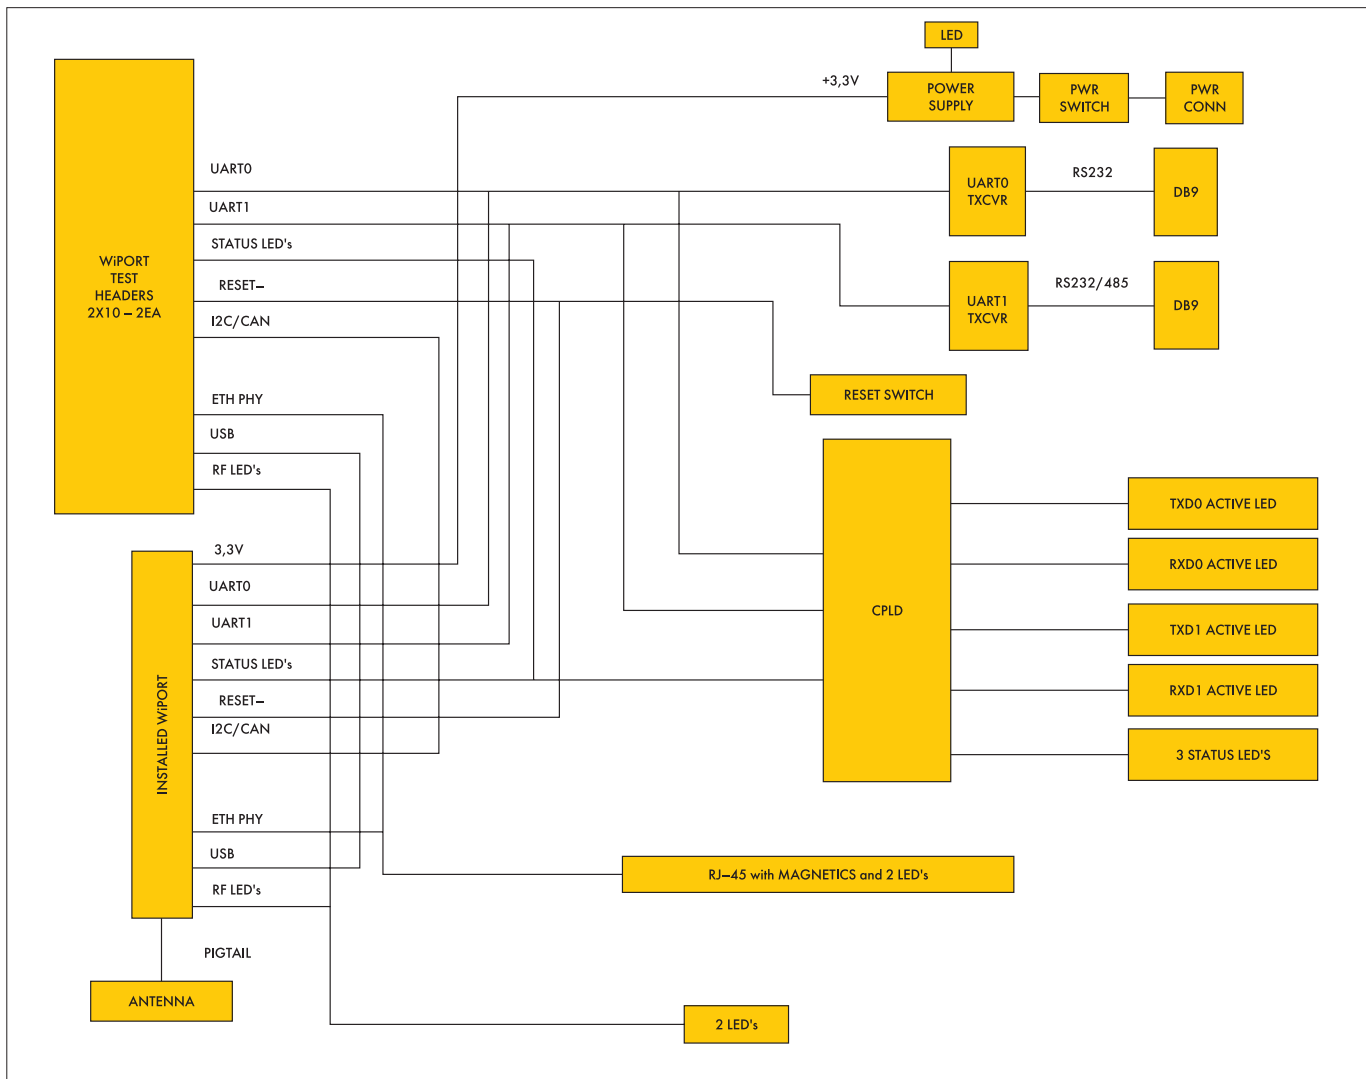 LED
+3,3V
POWER
SUPPLY
PWR
SWITCH
PWR
CONN
WiPORT
TEST
HEADERS
2X10 – 2EA
UART0
UART1
STATUS LED's
RESET–
I2C/CAN
ETH PHY
USB
RF LED's
UART0
TXCVR
RS232
DB9
UART1
TXCVR
RS232/485
DB9
RESET SWITCH
CPLD
TXD0 ACTIVE LED
RXD0 ACTIVE LED
TXD1 ACTIVE LED
RXD1 ACTIVE LED
3 STATUS LED'S
INSTALLED WiPORT
3,3V
UART0
UART1
STATUS LED's
RESET–
I2C/CAN
ETH PHY
USB
RF LED's
RJ–45 with MAGNETICS and 2 LED's
PIGTAIL
ANTENNA
2 LED's